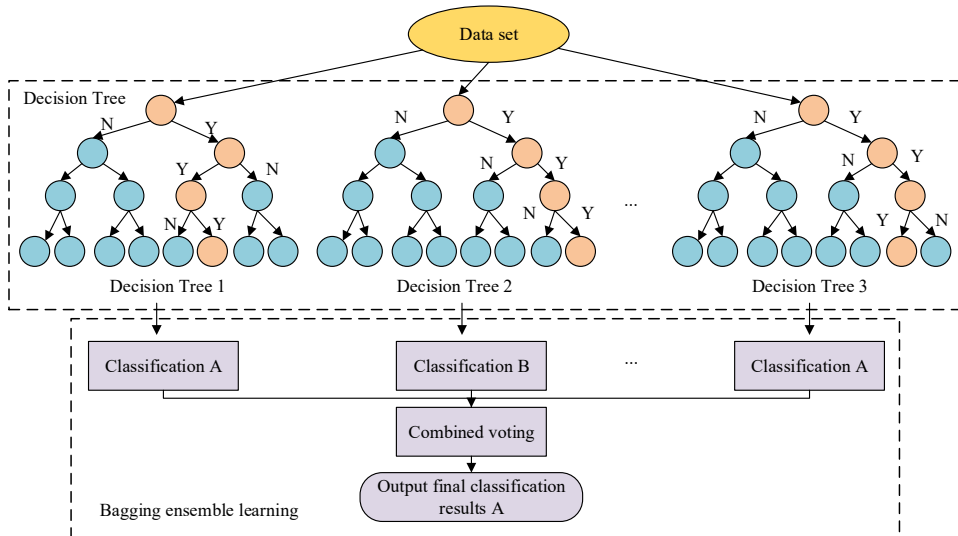 Data set
Decision Tree
N Y N Y N Y
Y N N Y N Y
N Y N Y Y N
...
Decision Tree 1
Decision Tree 2
Decision Tree 3
Classification A
Classification B
...
Classification A
Combined voting
Output final classification
results A
Bagging ensemble learning